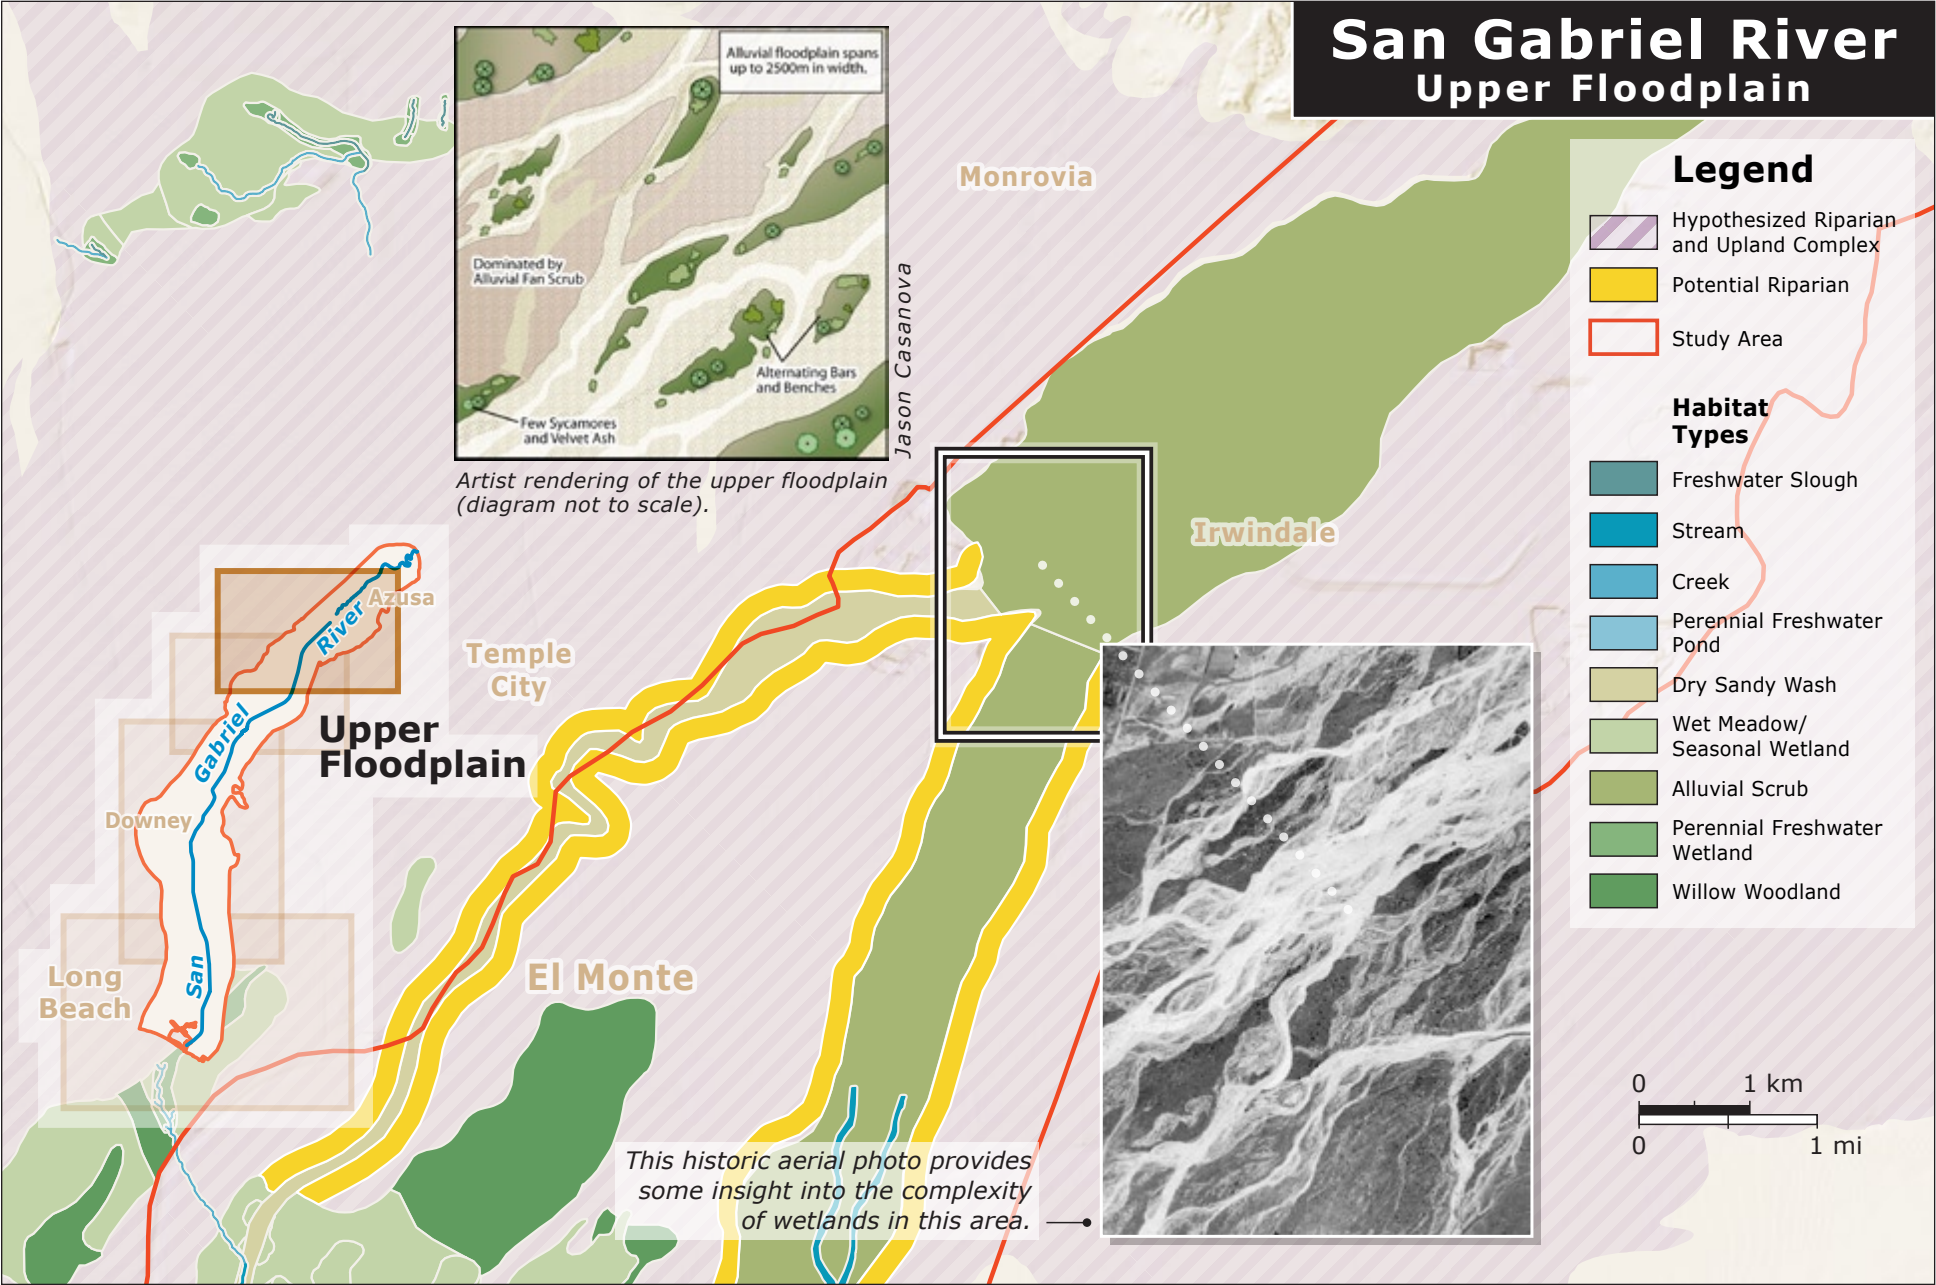 San Gabriel River
Upper Floodplain
Alluvial floodplain spans
up to 2500m in width.
Dominated by
Alluvial Fan Scrub
Alternating Bars
and Benches
Few Sycamores
and Velvet Ash
Jason Casanova
Artist rendering of the upper floodplain
(diagram not to scale).
Monrovia
Irwindale
Temple
City
El Monte
Azusa
River
Gabriel
San
Downey
Long
Beach
Upper
Floodplain
This historic aerial photo provides
some insight into the complexity
of wetlands in this area.
Legend
Hypothesized Riparian
and Upland Complex
Potential Riparian
Study Area
Habitat
Types
Freshwater Slough
Stream
Creek
Perennial Freshwater
Pond
Dry Sandy Wash
Wet Meadow/
Seasonal Wetland
Alluvial Scrub
Perennial Freshwater
Wetland
Willow Woodland
0 1 km
0 1 mi